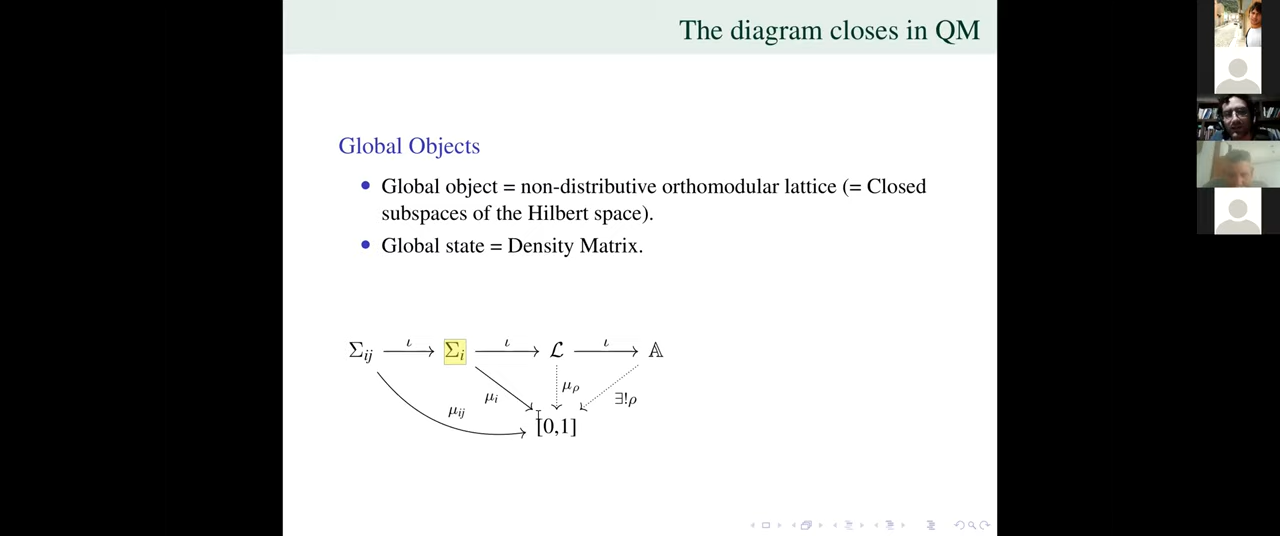 The diagram closes in QM
Global Objects
Global object = non-distributive orthomodular lattice (= Closed
subspaces of the Hilbert space).
Global state = Density Matrix.
Σij ι Σi ι ℒ ι 𝔸
μij μi μρ ∃!ρ
[0,1]